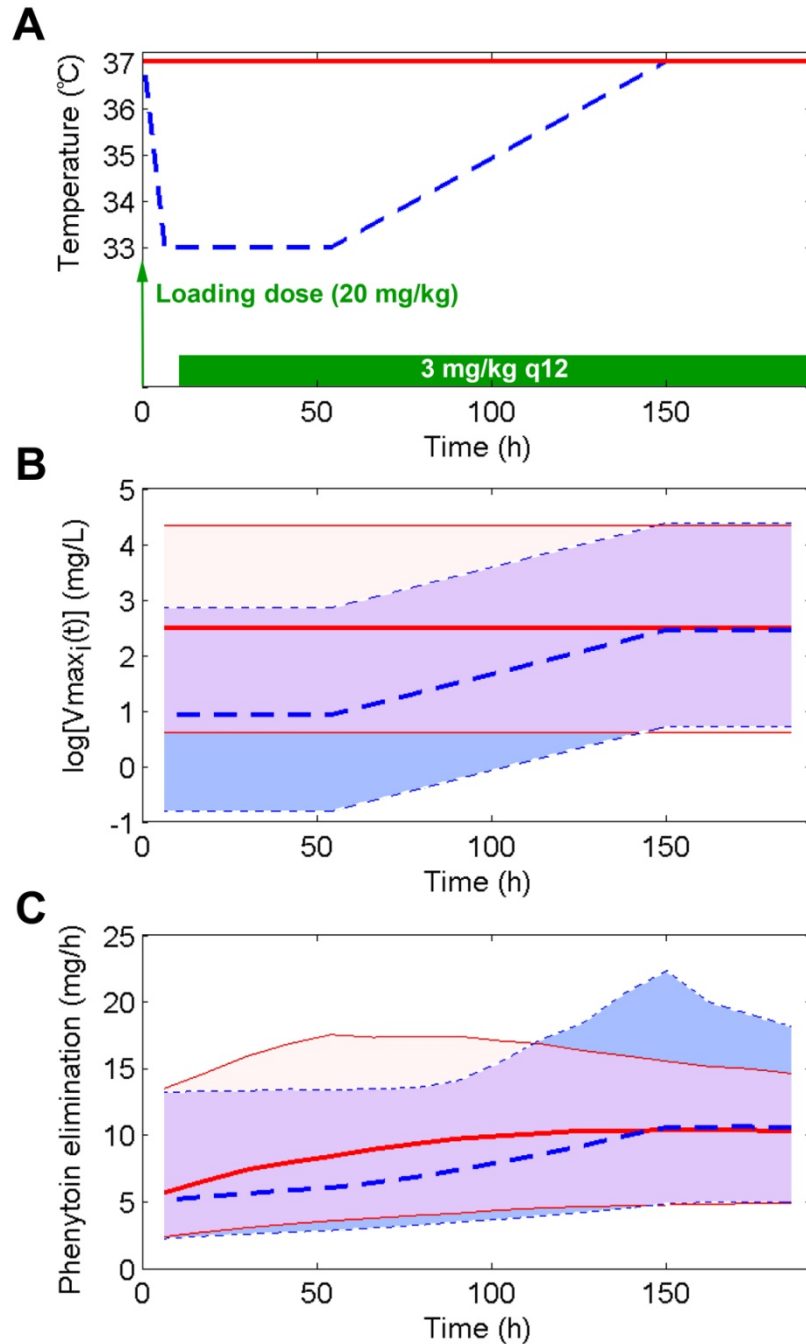 A
Temperature (℃)
37
36
35
34
33
Loading dose (20 mg/kg)
3 mg/kg q12
0
50
100
150
Time (h)
B
log[Vmaxi(t)] (mg/L)
5
4
3
2
1
0
-1
0
50
100
150
Time (h)
C
Phenytoin elimination (mg/h)
25
20
15
10
5
0
0
50
100
150
Time (h)